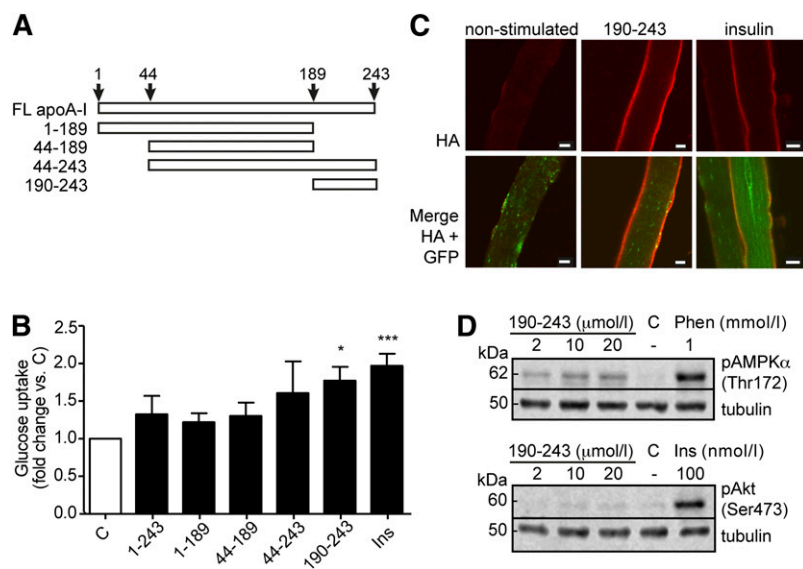 A
1 44 189 243
FL apoA-I
1-189
44-189
44-243
190-243
B
Glucose uptake
(fold change vs. C)
2.5
2.0
1.5
1.0
0.5
0.0
* ***
C 1-243 1-189 44-189 44-243 190-243 Ins
C
non-stimulated 190-243 insulin
HA
Merge
HA +
GFP
D
190-243 (μmol/l) C Phen (mmol/l)
kDa 2 10 20 - 1
62 pAMPKα
(Thr172)
50 tubulin
190-243 (μmol/l) C Ins (nmol/l)
kDa 2 10 20 - 100
60 pAkt
(Ser473)
50 tubulin